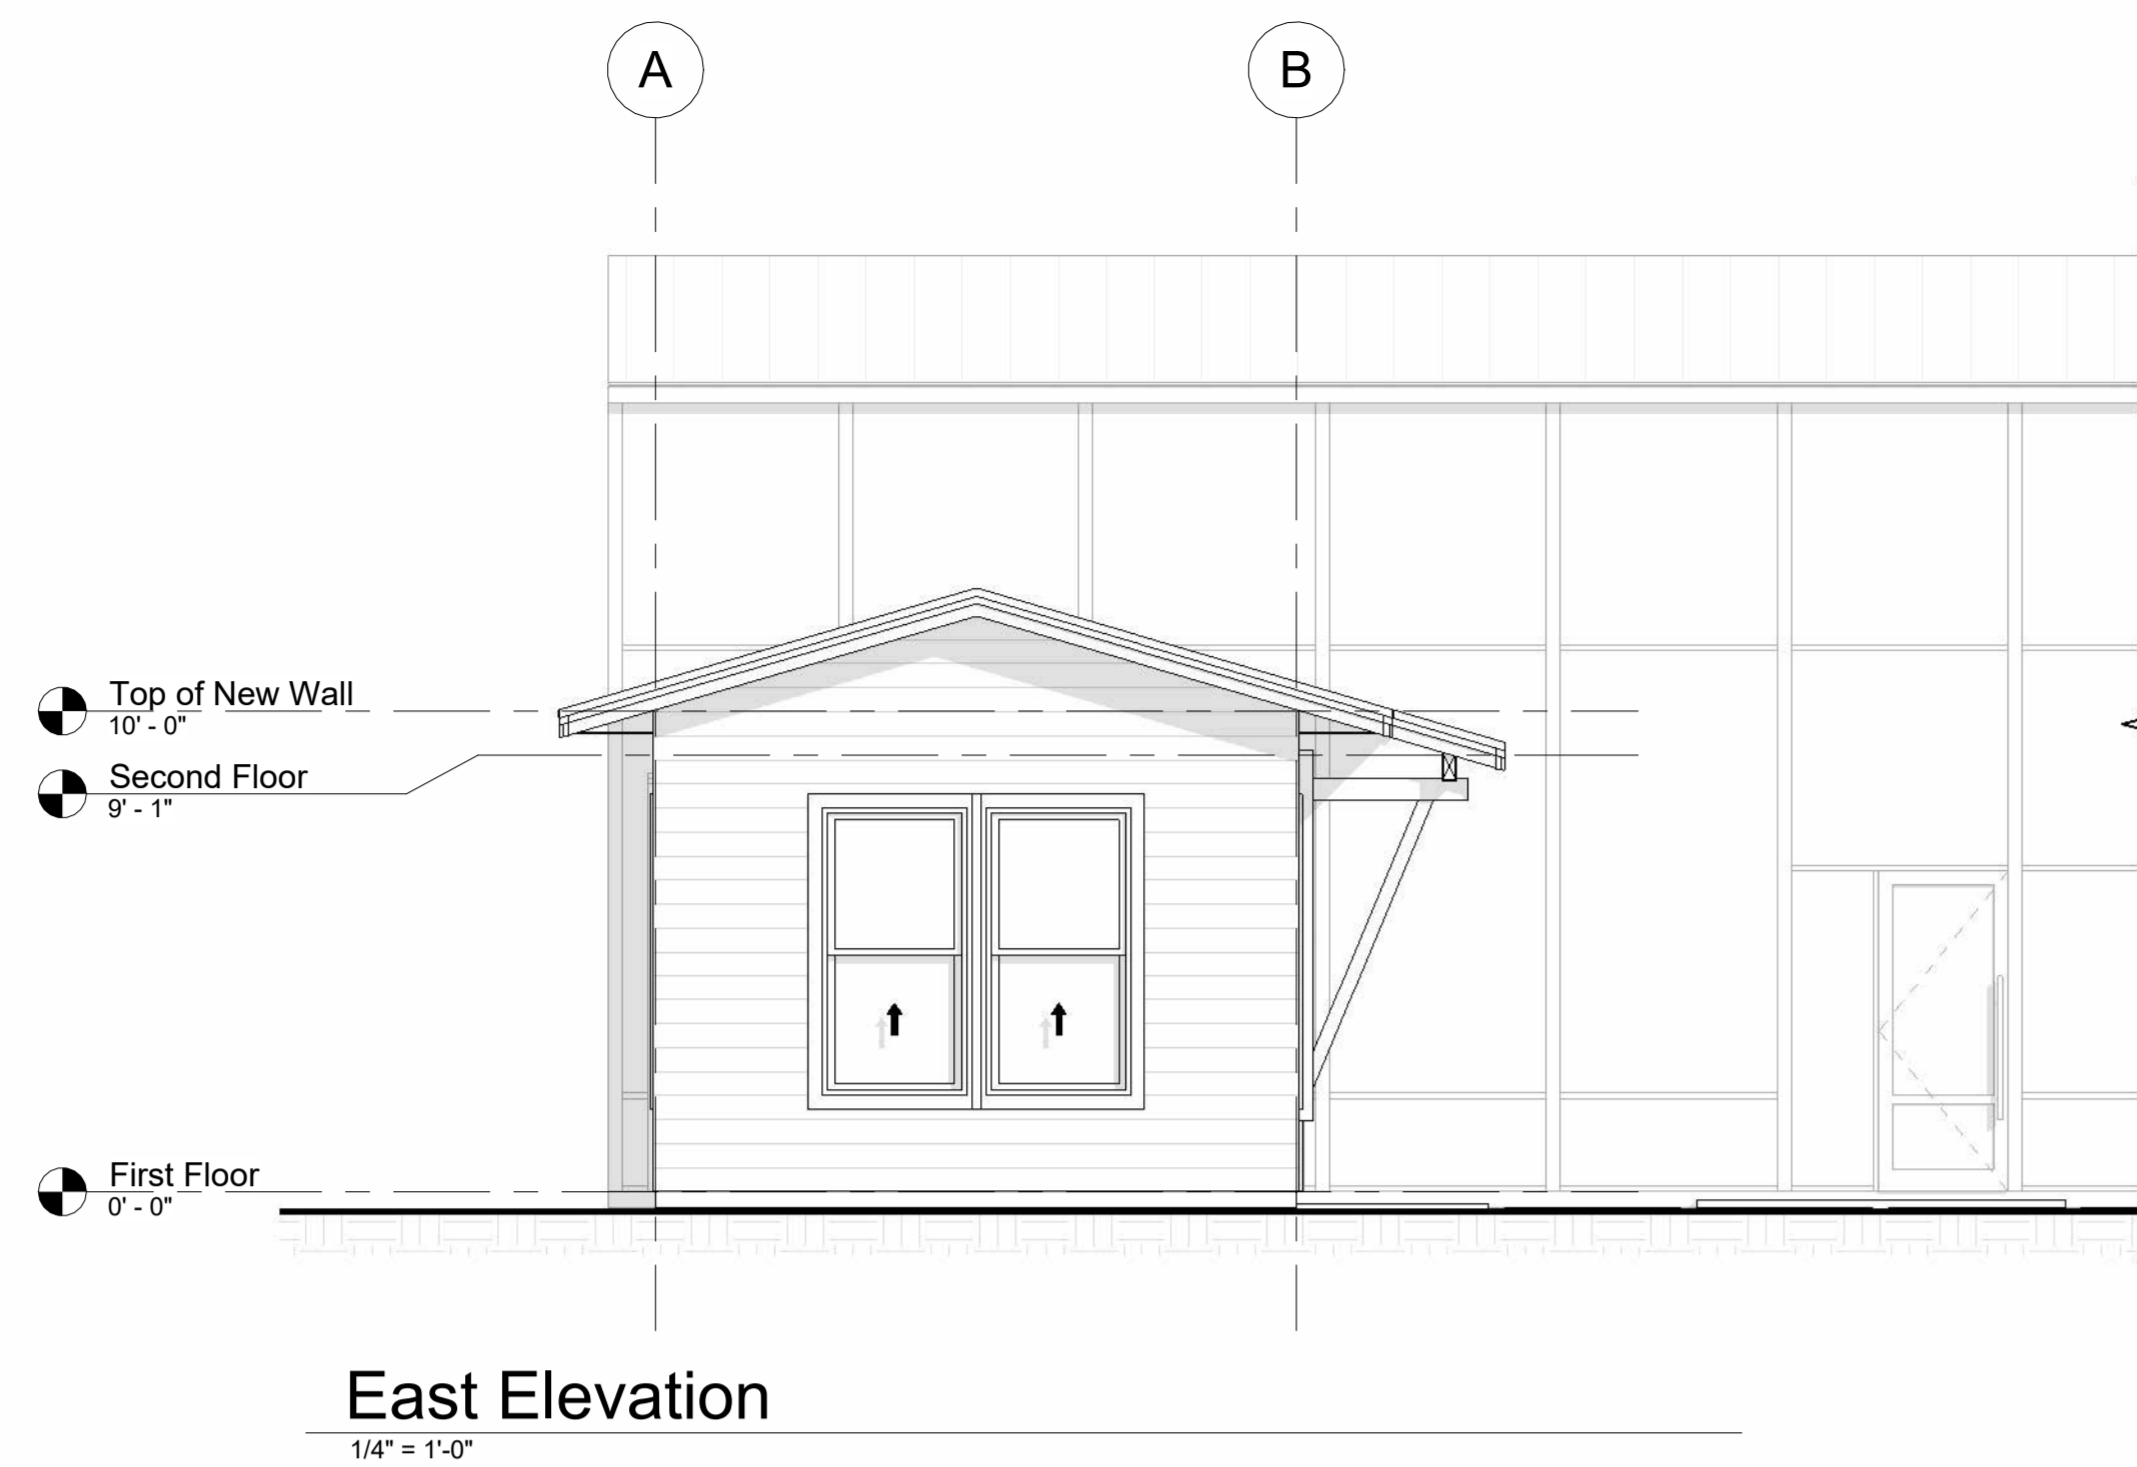 A
B
Top of New Wall
10' - 0"
Second Floor
9' - 1"
First Floor
0' - 0"
East Elevation
1/4" = 1'-0"